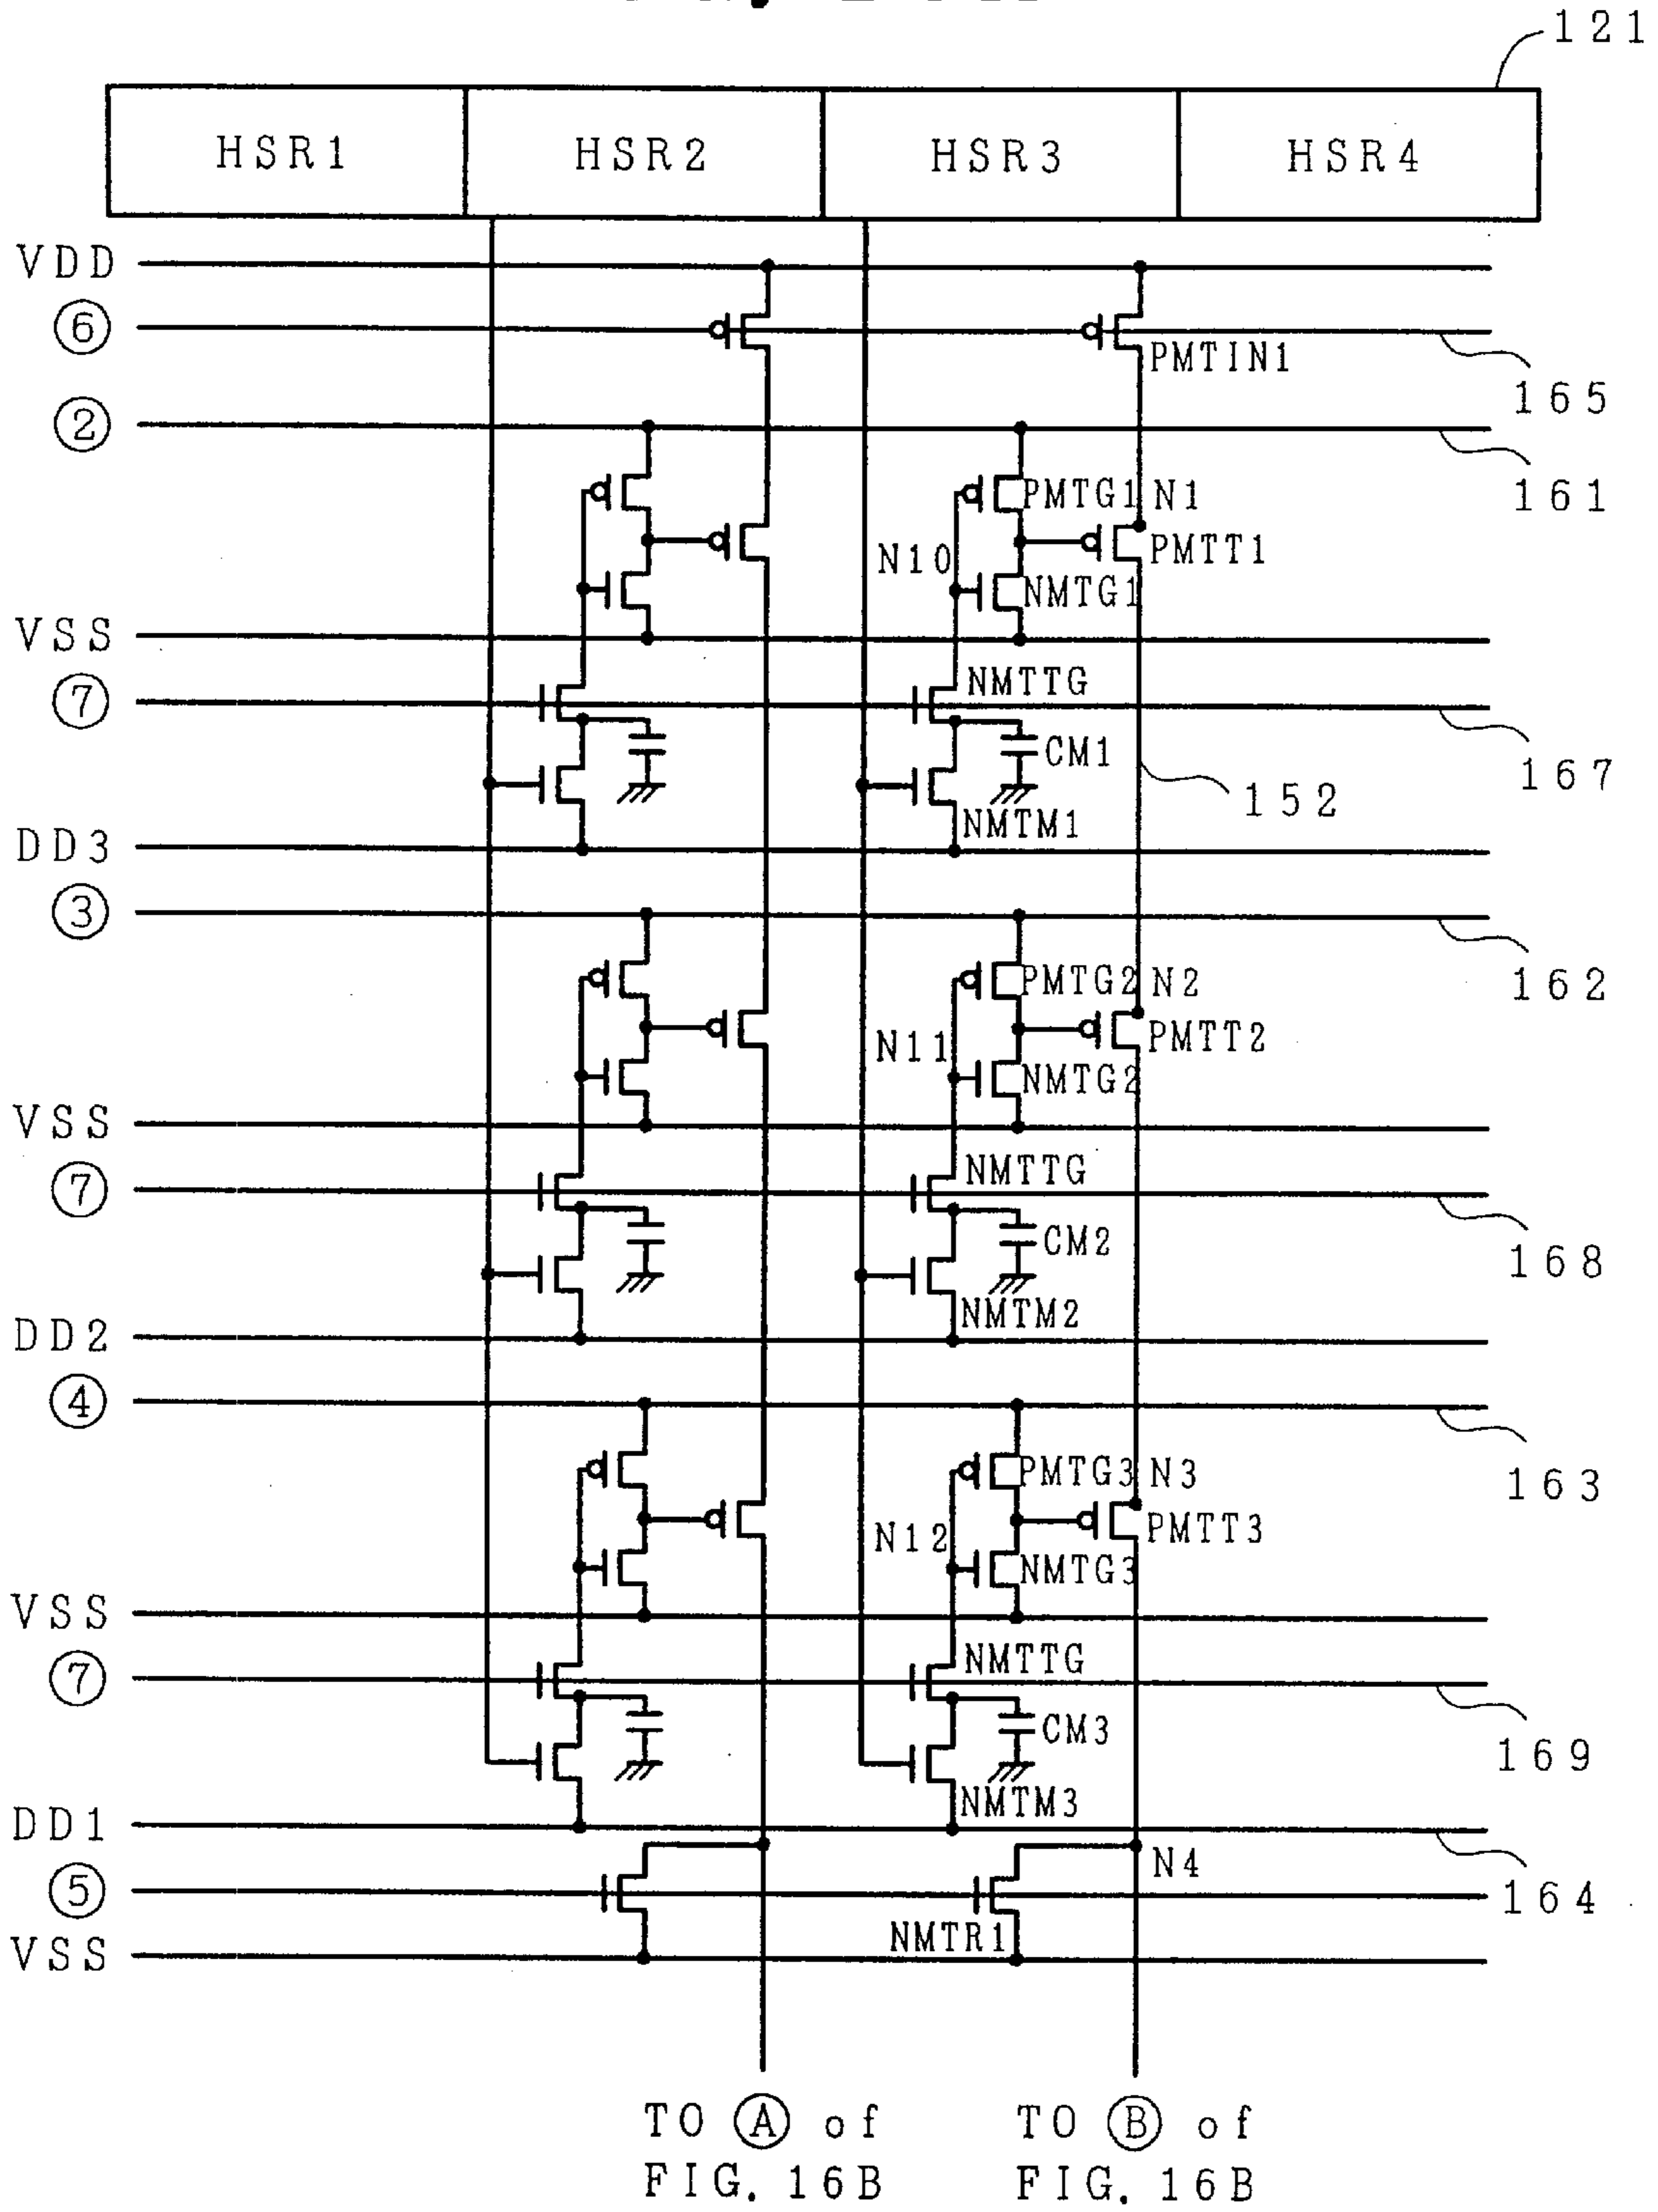 121
HSR1 HSR2 HSR3 HSR4
VDD
⑥
PMTIN1
165
②
161
PMTG1 N1
N10
PMTT1
NMTG1
VSS
⑦
NMTTG
167
CM1
152
NMTM1
DD3
③
162
PMTG2 N2
N11
PMTT2
NMTG2
VSS
⑦
NMTTG
168
CM2
NMTM2
DD2
④
163
PMTG3 N3
N12
PMTT3
NMTG3
VSS
⑦
NMTTG
169
CM3
NMTM3
DD1
N4
⑤
164
NMTR1
VSS
TO Ⓐ of TO Ⓑ of
FIG. 16B FIG. 16B